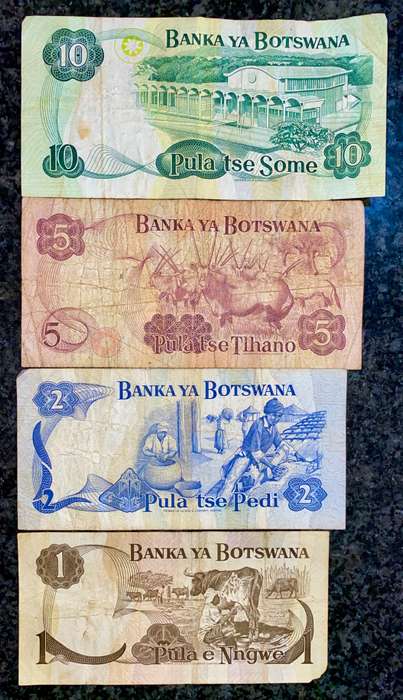 10 BANKA YA BOTSWANA
10 Pula tse Some 10
BANKA YA BOTSWANA
5
5 Pula tse Tlhano 5
BANKA YA BOTSWANA
2
2 Pula tse Pedi 2
BANKA YA BOTSWANA
1
1 Pula e Nngwe 1